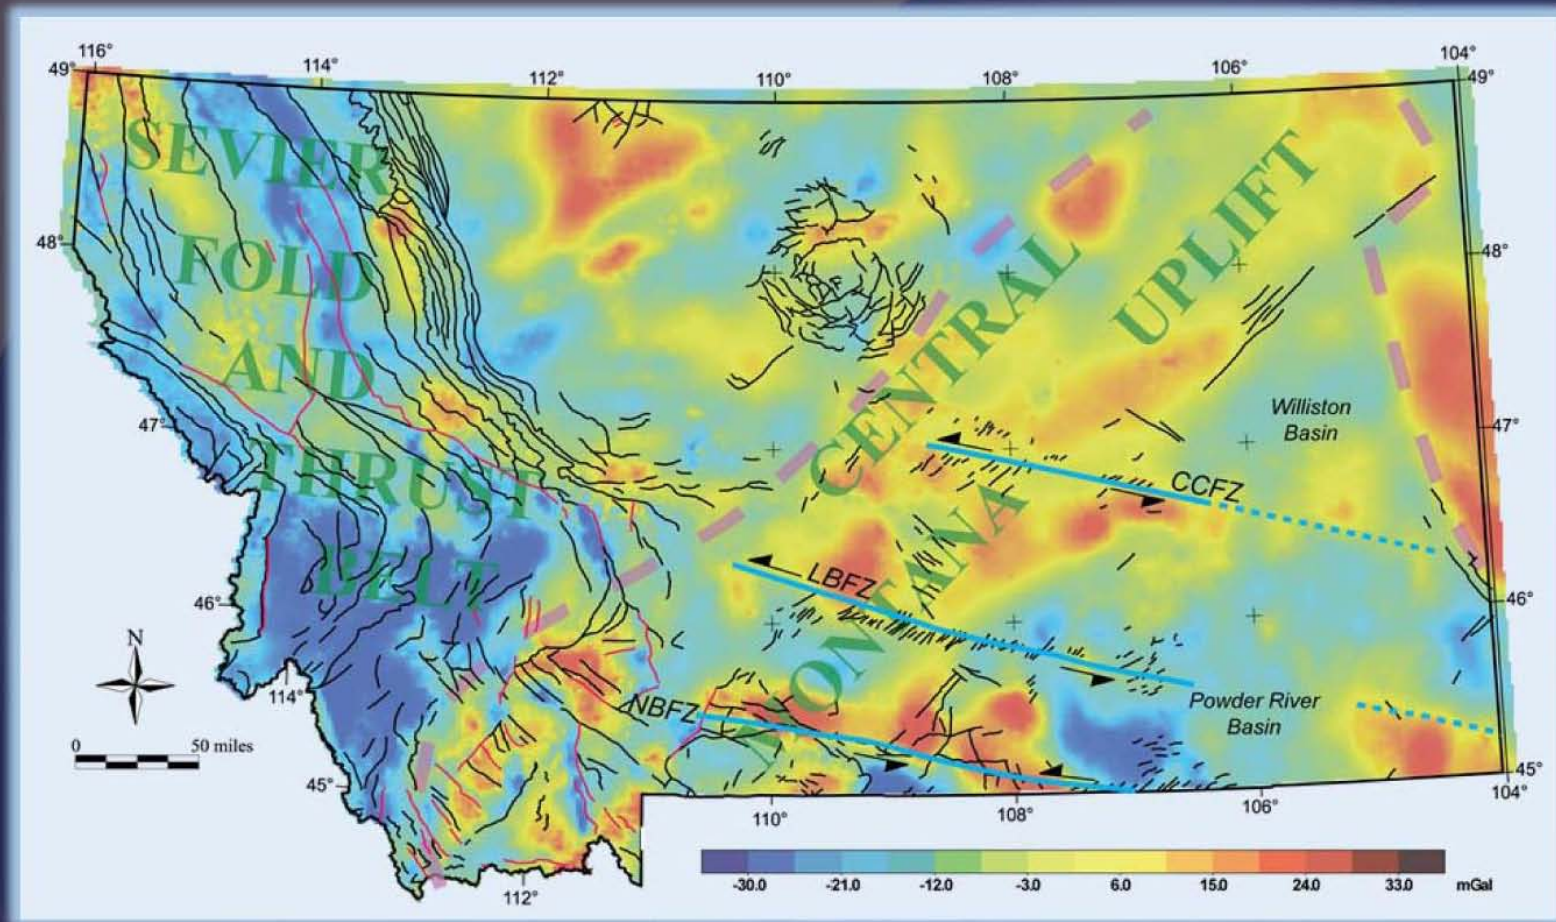 116°
114°
112°
110°
108°
106°
104°
49°
49°
SEVIER
FOLD
AND
THRUST
BELT
CENTRAL
MONTANA
UPLIFT
48°
48°
47°
47°
46°
46°
45°
45°
Williston
Basin
CCFZ
LBFZ
NBFZ
Powder River
Basin
N
114°
0 50 miles
112°
110°
108°
106°
104°
-30.0 -21.0 -12.0 -3.0 6.0 15.0 24.0 33.0 mGal